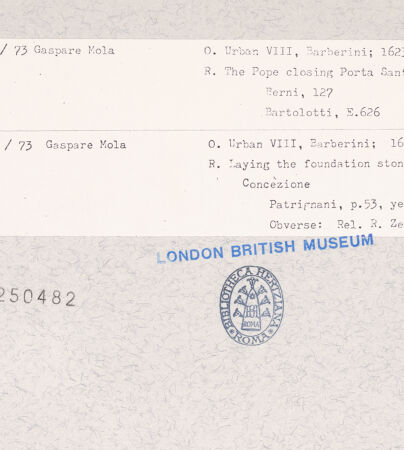 / 73 Gaspare Mola O. Urban VIII, Barberini; 1623
R. The Pope closing Porta Sant
Berni, 127
Bartolotti, E.626
/ 73 Gaspare Mola O. Urban VIII, Barberini; 16
R. Laying the foundation ston
Concezione
Patrignani, p.53, ye
Obverse: Rel. R. Ze
LONDON BRITISH MUSEUM
250482
BIBLIOTHECA HERTZIANA
ROMA
ROMA